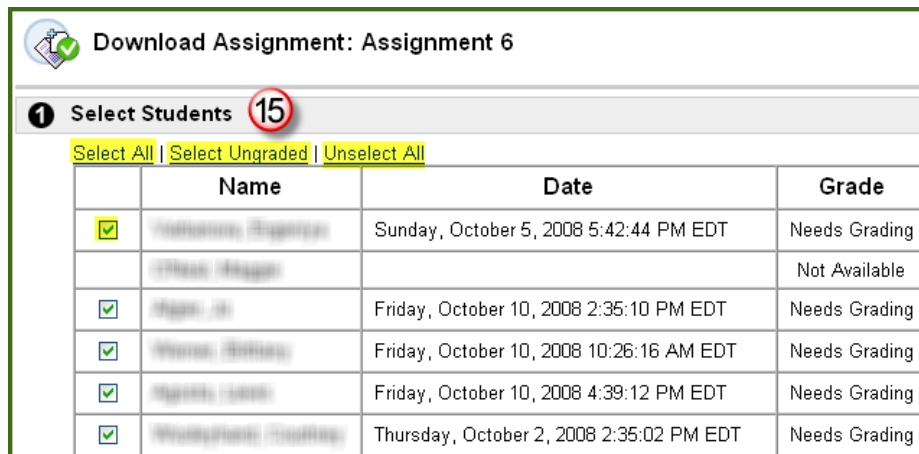 Download Assignment: Assignment 6
1 Select Students 15
Select All | Select Ungraded | Unselect All
Name Date Grade
Sunday, October 5, 2008 5:42:44 PM EDT Needs Grading
Not Available
Friday, October 10, 2008 2:35:10 PM EDT Needs Grading
Friday, October 10, 2008 10:26:16 AM EDT Needs Grading
Friday, October 10, 2008 4:39:12 PM EDT Needs Grading
Thursday, October 2, 2008 2:35:02 PM EDT Needs Grading